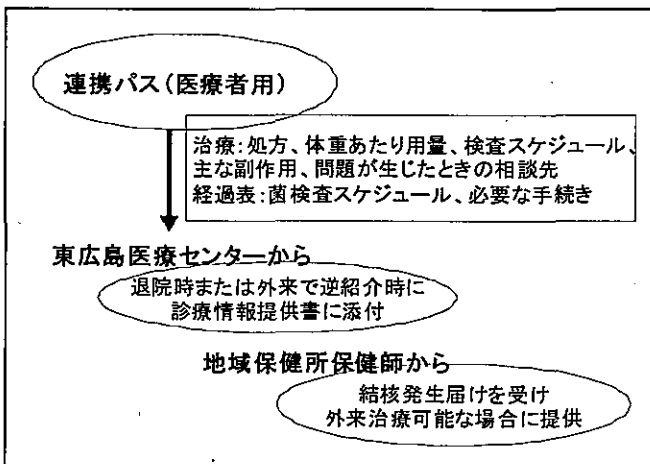 連携パス(医療者用)
治療:処方、体重あたり用量、検査スケジュール、
主な副作用、問題が生じたときの相談先
経過表:菌検査スケジュール、必要な手続き
東広島医療センターから
退院時または外来で逆紹介時に
診療情報提供書に添付
地域保健所保健師から
結核発生届けを受け
外来治療可能な場合に提供